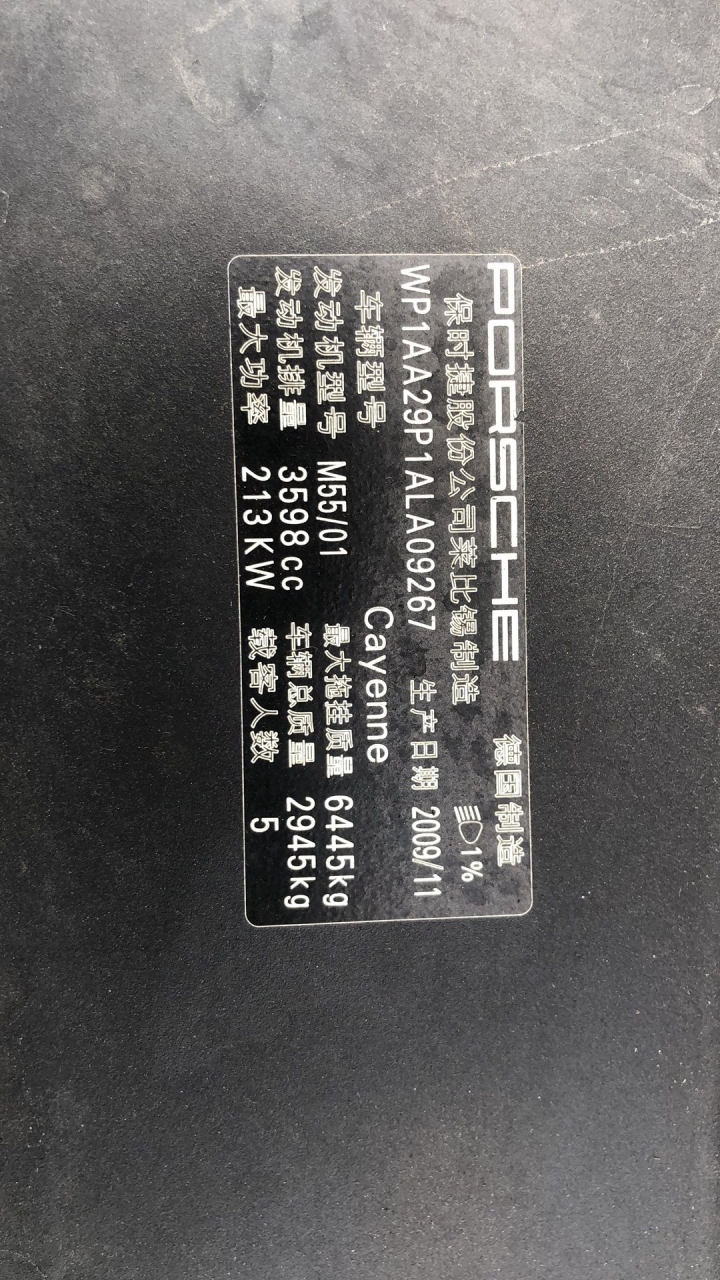 PORSCHE 德国制造
保时捷股份公司莱比锡制造 1%
WP1AA29P1ALA09267 生产日期 2009/11
车辆型号 Cayenne
发动机型号 M55/01 最大拖挂质量 6445kg
发动机排量 3598cc 车辆总质量 2945kg
最大功率 213KW 载客人数 5